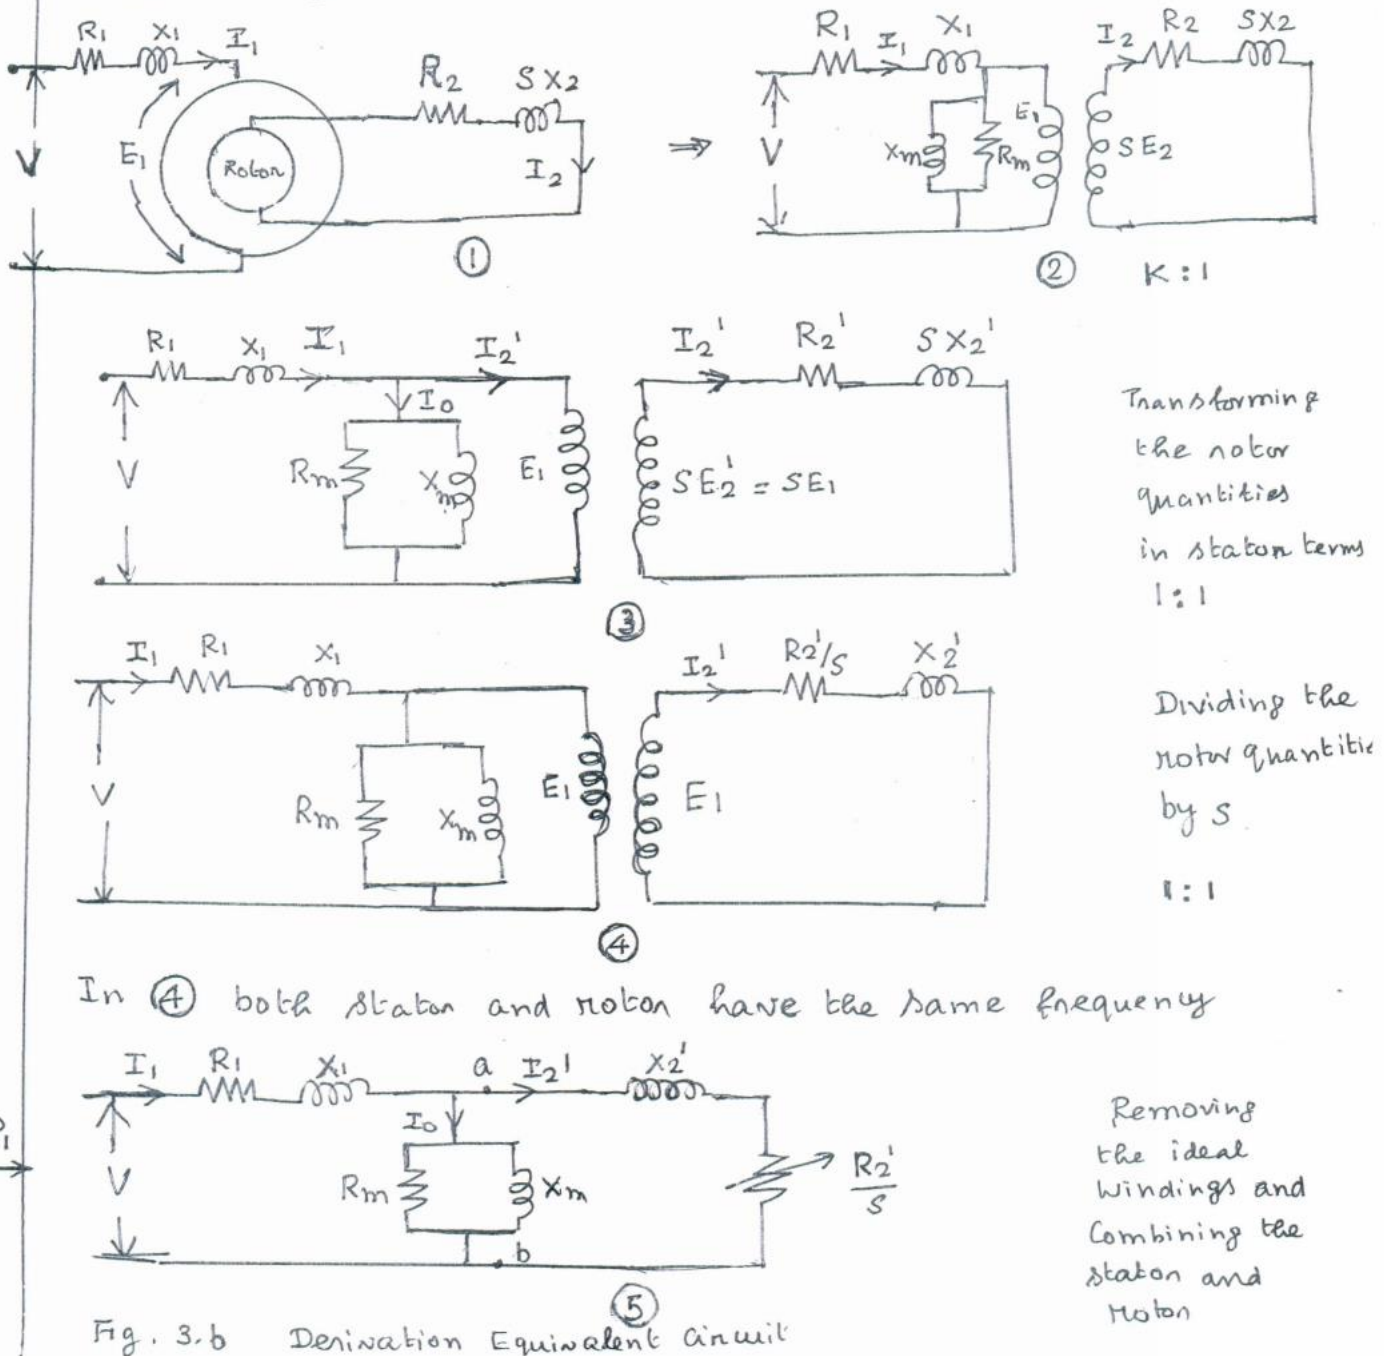 R1 X1 I1
R2 SX2
V E1 Rotor I2
1
R1 I1 X1 I2 R2 SX2
V Xm Rm E1 SE2
2 K : 1
R1 X1 I1 I2' I2' R2' SX2'
I0
V Rm Xm E1 SE2' = SE1
Transforming
the rotor
quantities
in stator terms
1 : 1
3
I1 R1 X1 I2' R2'/S X2'
V Rm Xm E1 E1
Dividing the
rotor quantitie
by S
1 : 1
4
In 4 both stator and rotor have the same frequency
I1 R1 X1 a I2' X2'
I0
V Rm Xm R2'/S
b
Removing
the ideal
Windings and
Combining the
stator and
rotor
5
Fig. 3.b Derivation Equivalent Circuit